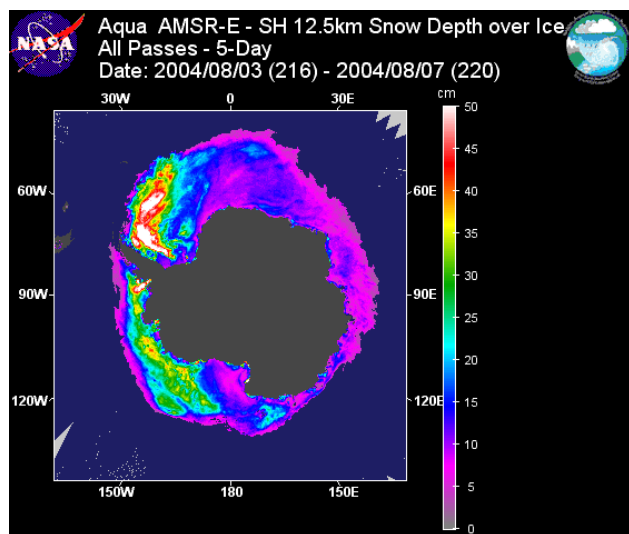 NASA
Aqua AMSR-E - SH 12.5km Snow Depth over Ice
All Passes - 5-Day
Date: 2004/08/03 (216) - 2004/08/07 (220)
cm
30W 0 30E
50
45
60W 60E
40
35
30
90W 90E
25
20
15
120W 120E
10
5
150W 180 150E
0